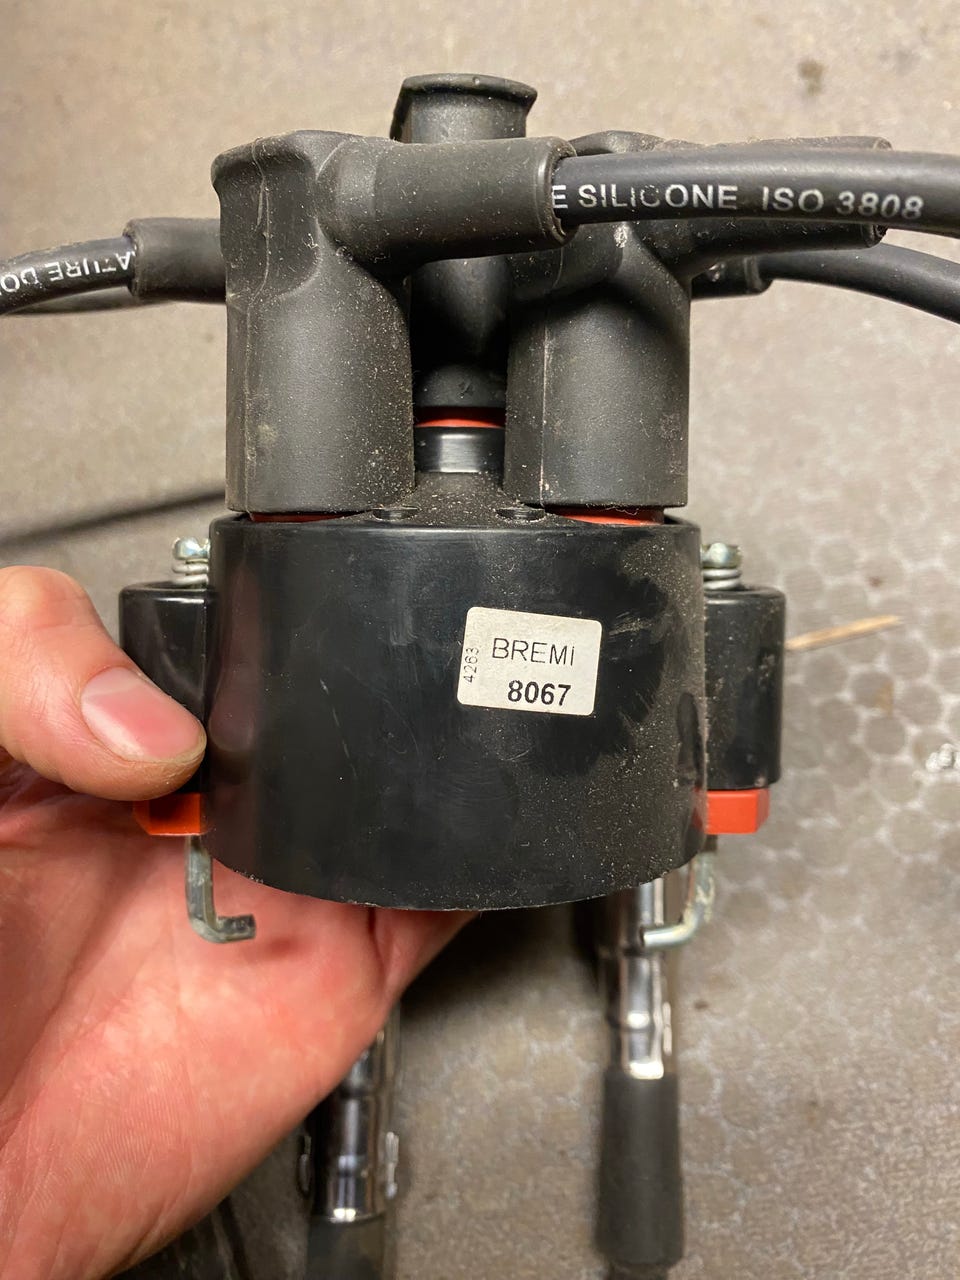 E SILICONE ISO 3808
ATURE DO
4263
BREMI
8067